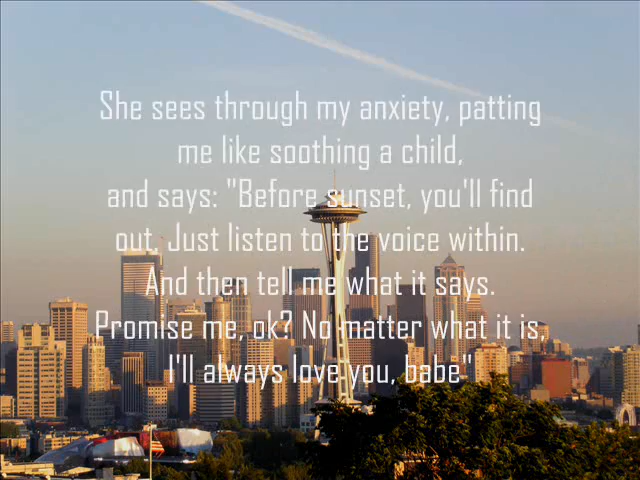 She sees through my anxiety, patting
me like soothing a child,
and says: "Before sunset, you'll find
out. Just listen to the voice within.
And then tell me what it says.
Promise me, ok? No matter what it is,
I'll always love you, babe"